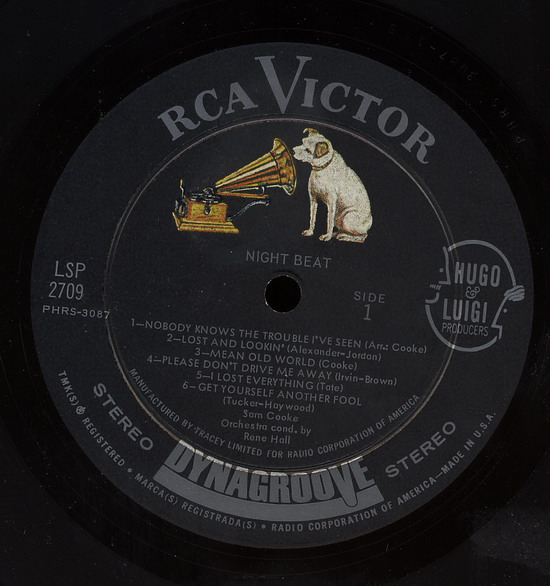 RCA VICTOR
NIGHT BEAT
LSP
2709
PHRS-3087
SIDE
1
HUGO
&
LUIGI
PRODUCERS
1—NOBODY KNOWS THE TROUBLE I'VE SEEN (Arr: Cooke)
2—LOST AND LOOKIN' (Alexander-Jordan)
3—MEAN OLD WORLD (Cooke)
4—PLEASE DON'T DRIVE ME AWAY (Irvin-Brown)
5—I LOST EVERYTHING (Tate)
6—GET YOURSELF ANOTHER FOOL
(Tucker-Haywood)
Sam Cooke
Orchestra cond. by
Rene Hall
MANUFACTURED BY TRACEY LIMITED FOR RADIO CORPORATION OF AMERICA
STEREO
DYNAGROOVE
STEREO
TMK(S) ® REGISTERED • MARCA(S) REGISTRADA(S) • RADIO CORPORATION OF AMERICA—MADE IN U.S.A.